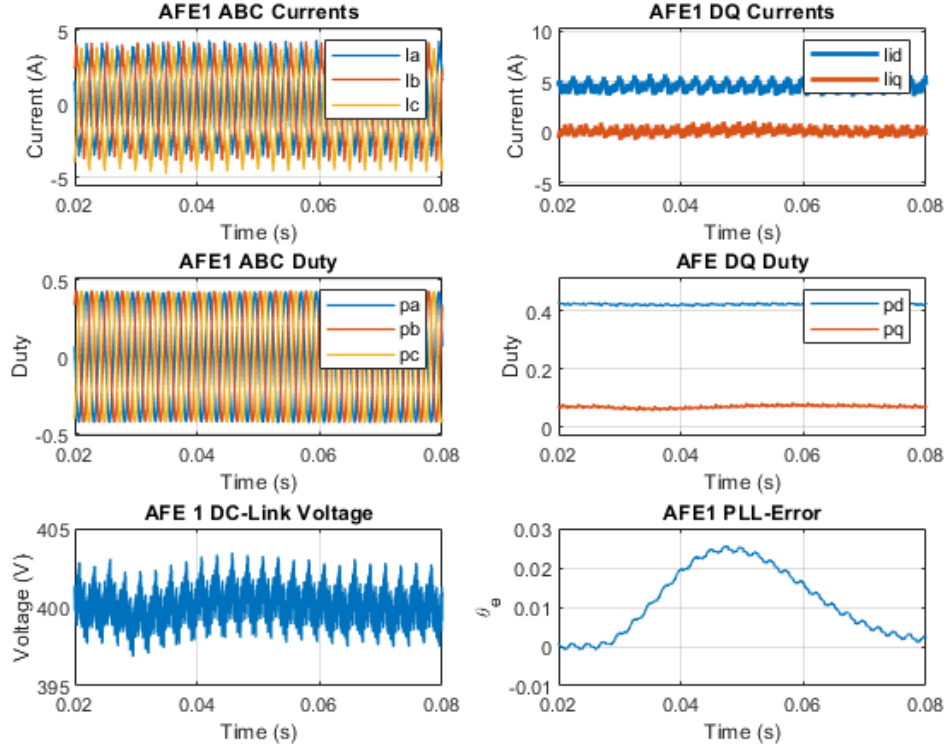 AFE1 ABC Currents
Current (A)
5
0
-5
Ia
Ib
Ic
0.02 0.04 0.06 0.08
Time (s)
AFE1 DQ Currents
Current (A)
10
5
0
-5
Iid
Iiq
0.02 0.04 0.06 0.08
Time (s)
AFE1 ABC Duty
Duty
0.5
0
-0.5
pa
pb
pc
0.02 0.04 0.06 0.08
Time (s)
AFE DQ Duty
Duty
0.4
0.2
0
pd
pq
0.02 0.04 0.06 0.08
Time (s)
AFE 1 DC-Link Voltage
Voltage (V)
405
400
395
0.02 0.04 0.06 0.08
Time (s)
AFE1 PLL-Error
θe
0.03
0.02
0.01
0
-0.01
0.02 0.04 0.06 0.08
Time (s)